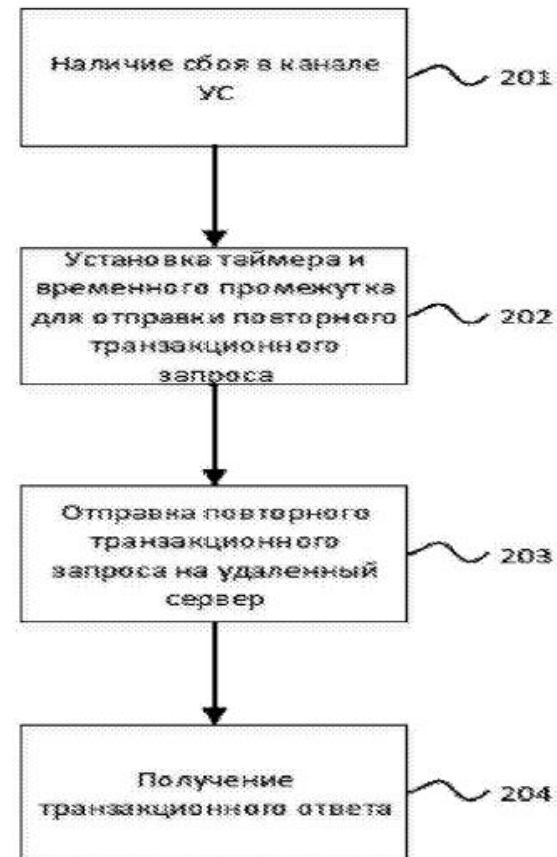 Наличие сбоя в канале
УС
201
Установка таймера и
временного промежутка
для отправки повторного
транзакционного
запроса
202
Отправка повторного
транзакционного
запроса на удаленный
сервер
203
Получение
транзакционного ответа
204